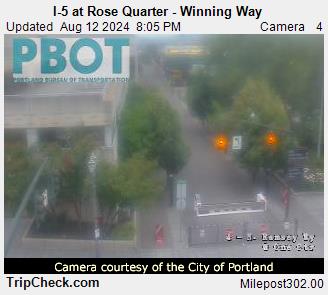 I-5 at Rose Quarter - Winning Way
Updated Aug 12 2024 8:05 PM Camera 4
PBOT
PORTLAND BUREAU OF TRANSPORTATION
Camera courtesy of the City of Portland
TripCheck.com Milepost302.00